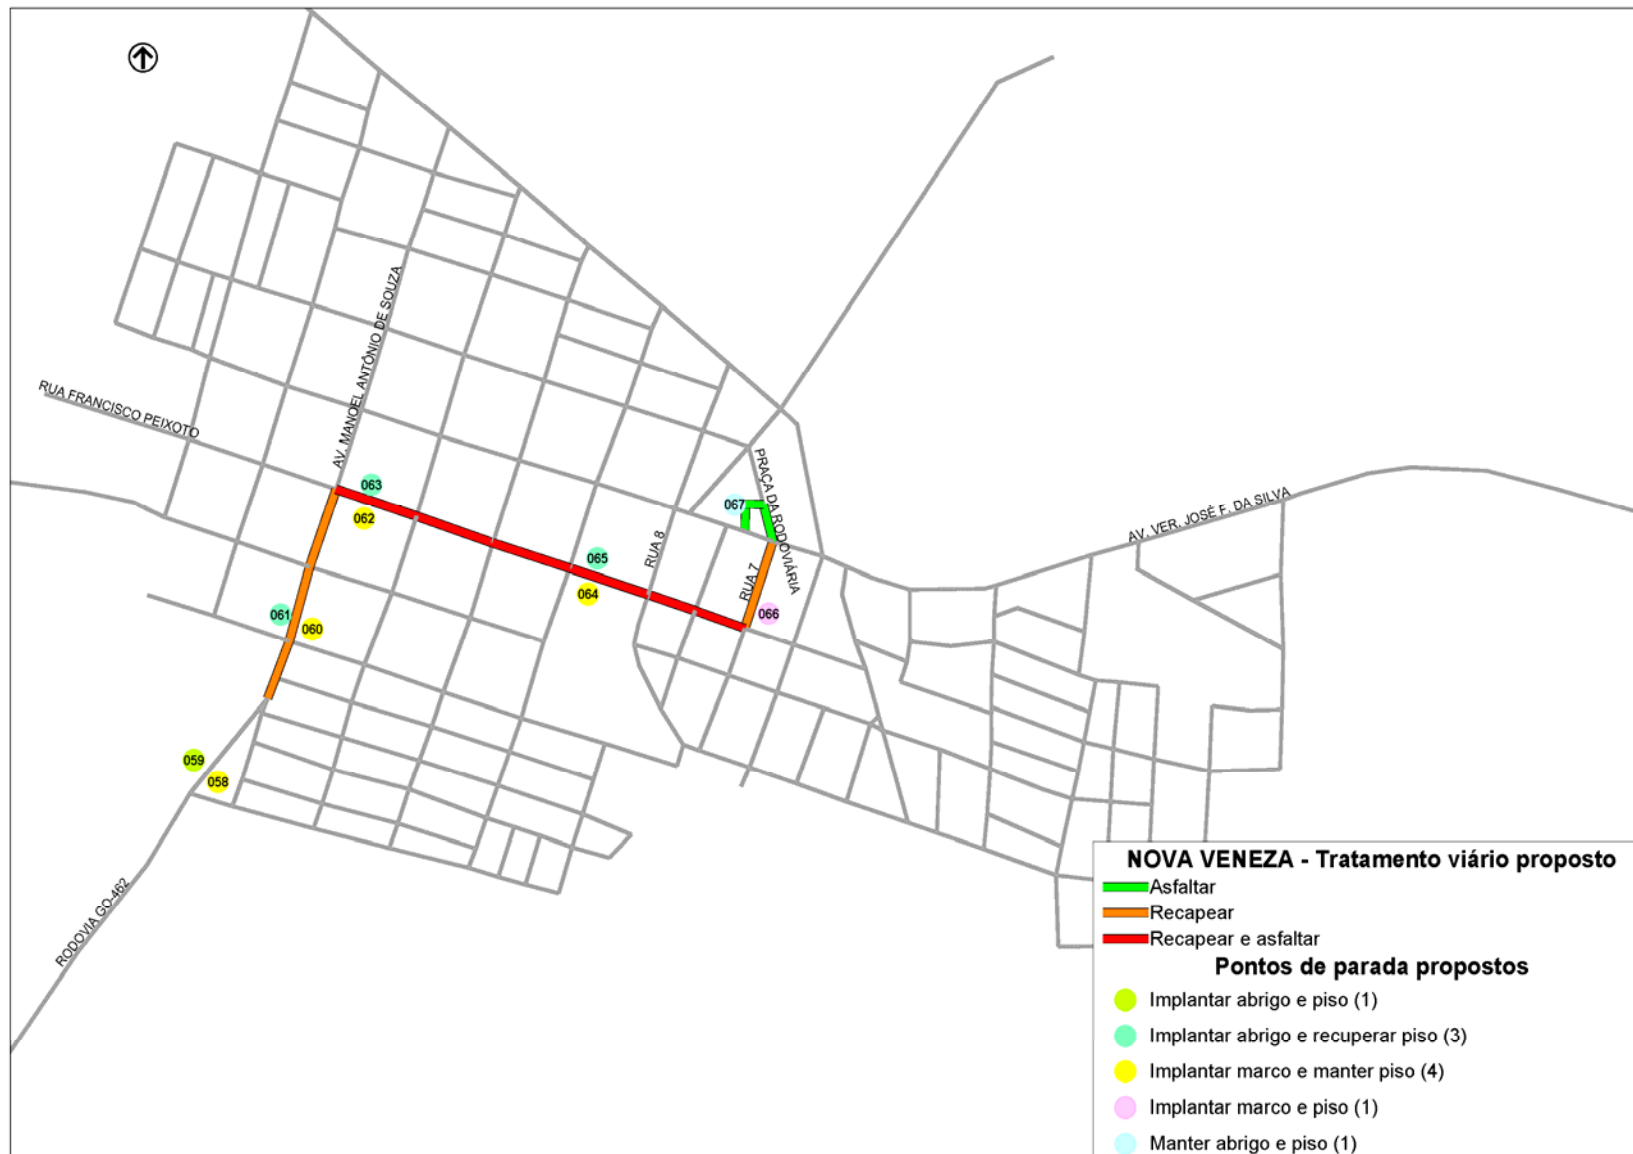 AV. MANOEL ANTÔNIO DE SOUZA
RUA FRANCISCO PEIXOTO
063
062
067
PRAÇA DA RODOVIÁRIA
AV. VER. JOSÉ F. DA SILVA
RUA 8
065
064
RUA 7
066
061
060
059
058
RODOVIA GO-462
NOVA VENEZA - Tratamento viário proposto
Asfaltar
Recapear
Recapear e asfaltar
Pontos de parada propostos
Implantar abrigo e piso (1)
Implantar abrigo e recuperar piso (3)
Implantar marco e manter piso (4)
Implantar marco e piso (1)
Manter abrigo e piso (1)